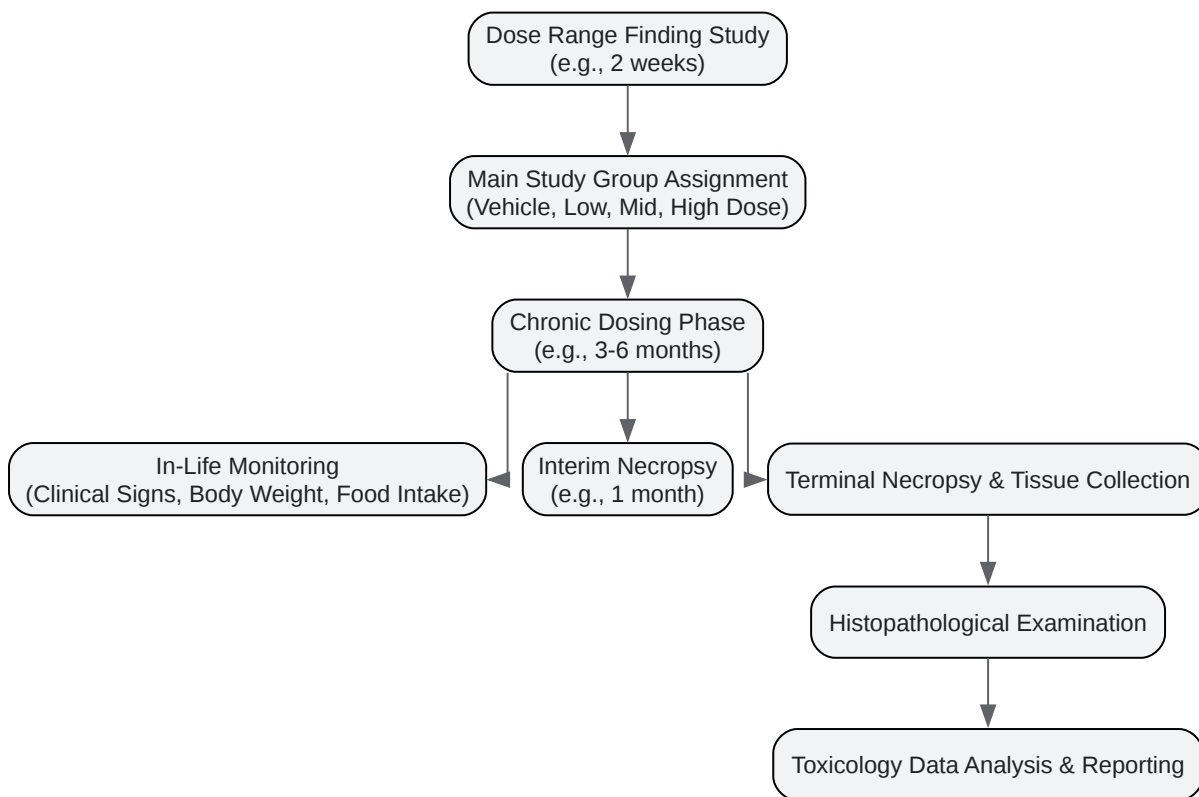 Dose Range Finding Study
(e.g., 2 weeks)
Main Study Group Assignment
(Vehicle, Low, Mid, High Dose)
Chronic Dosing Phase
(e.g., 3-6 months)
In-Life Monitoring
(Clinical Signs, Body Weight, Food Intake)
Interim Necropsy
(e.g., 1 month)
Terminal Necropsy & Tissue Collection
Histopathological Examination
Toxicology Data Analysis & Reporting